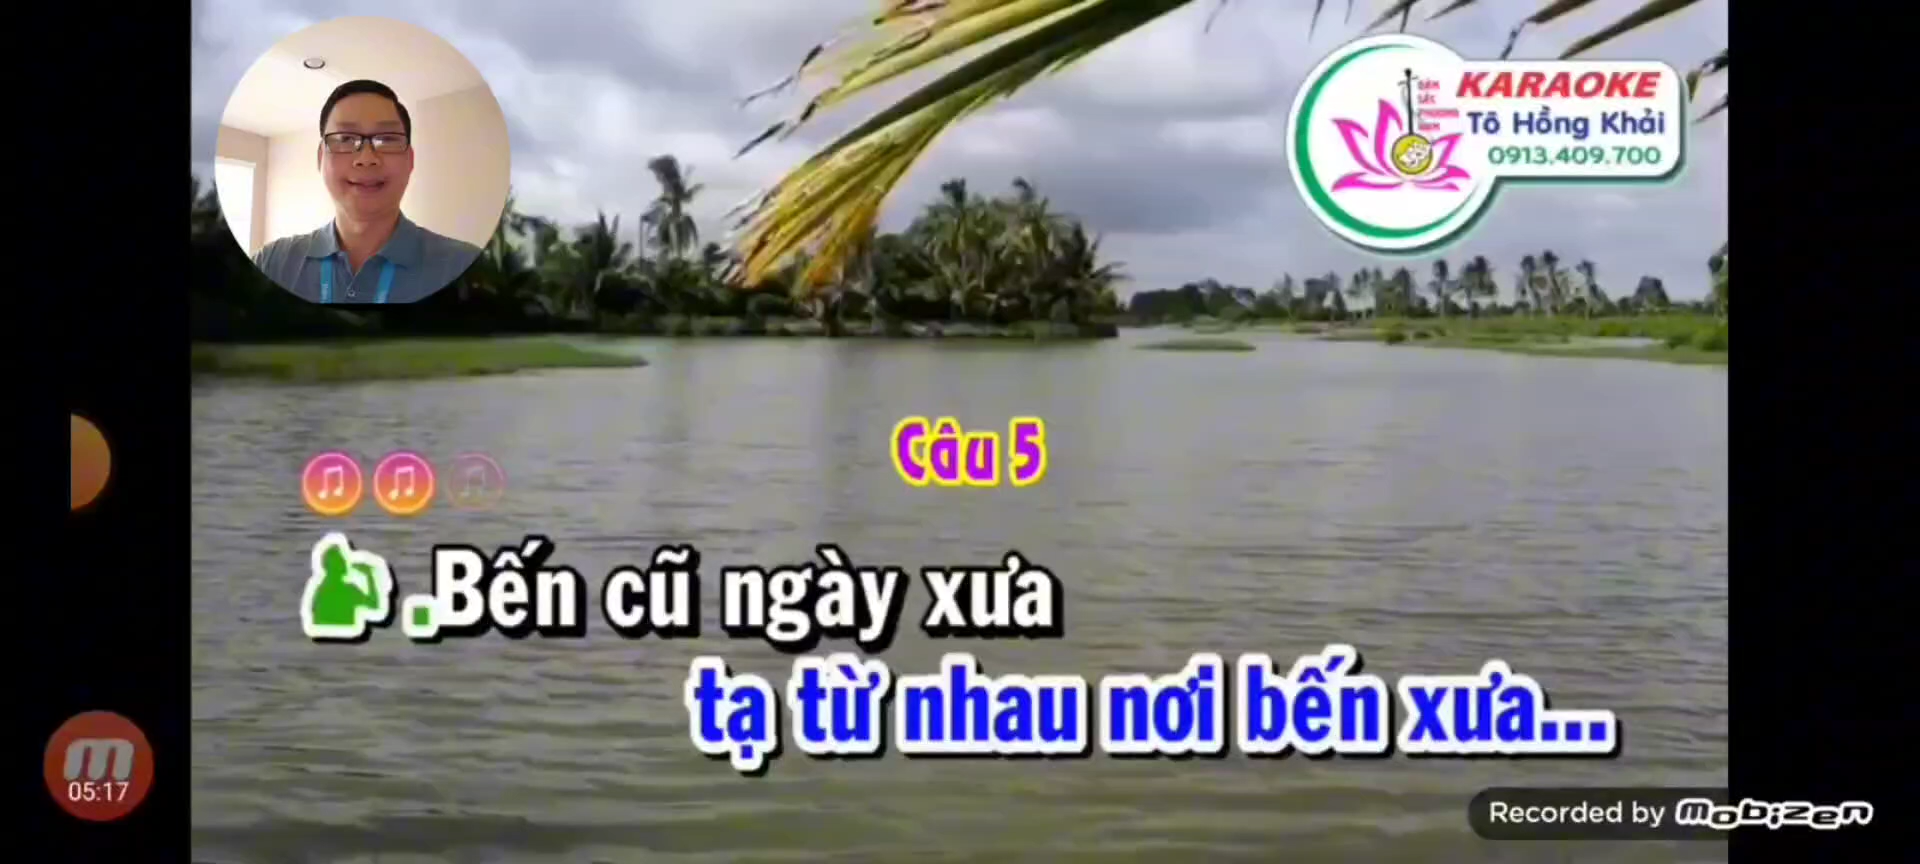 KARAOKE
Tô Hồng Khải
0913.409.700
Câu 5
.Bến cũ ngày xưa
tạ từ nhau nơi bến xưa...
05:17
Recorded by mobizen